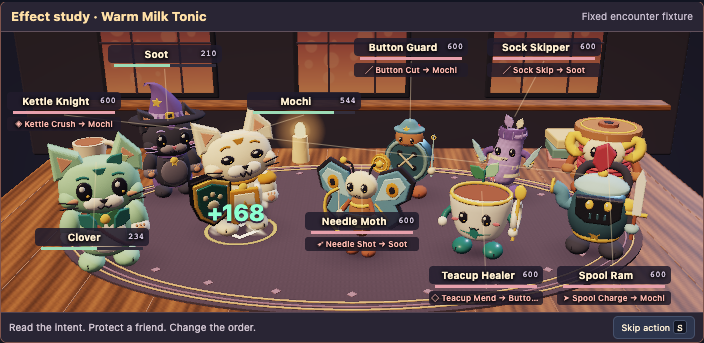 Effect study · Warm Milk Tonic
Fixed encounter fixture
Soot 210
Button Guard 600
⟋ Button Cut → Mochi
Sock Skipper 600
⟋ Sock Skip → Soot
Kettle Knight 600
◈ Kettle Crush → Mochi
Mochi 544
+168
Needle Moth 600
➶ Needle Shot → Soot
Clover 234
Teacup Healer 600
◇ Teacup Mend → Butto...
Spool Ram 600
➤ Spool Charge → Mochi
Read the intent. Protect a friend. Change the order.
Skip action S